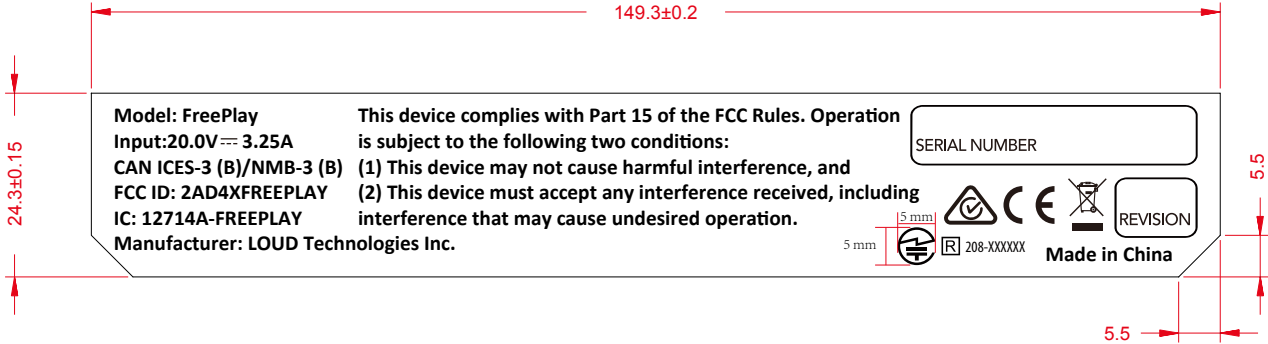 149.3±0.2
24.3±0.15
Model: FreePlay
Input:20.0V⎓ 3.25A
CAN ICES-3 (B)/NMB-3 (B)
FCC ID: 2AD4XFREEPLAY
IC: 12714A-FREEPLAY
Manufacturer: LOUD Technologies Inc.
This device complies with Part 15 of the FCC Rules. Operation
is subject to the following two conditions:
(1) This device may not cause harmful interference, and
(2) This device must accept any interference received, including
interference that may cause undesired operation.
SERIAL NUMBER
CE
REVISION
5 mm
5 mm
R 208-XXXXXX
Made in China
5.5
5.5